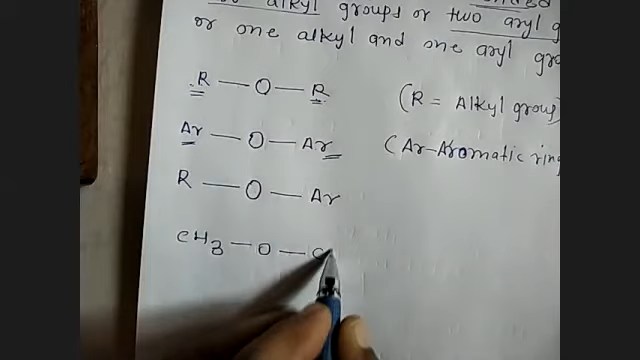 alkyl groups or two aryl
or one alkyl and one aryl
R — O — R (R = Alkyl group)
Ar — O — Ar (Ar-Aromatic ring
R — O — Ar
CH3 — O — C